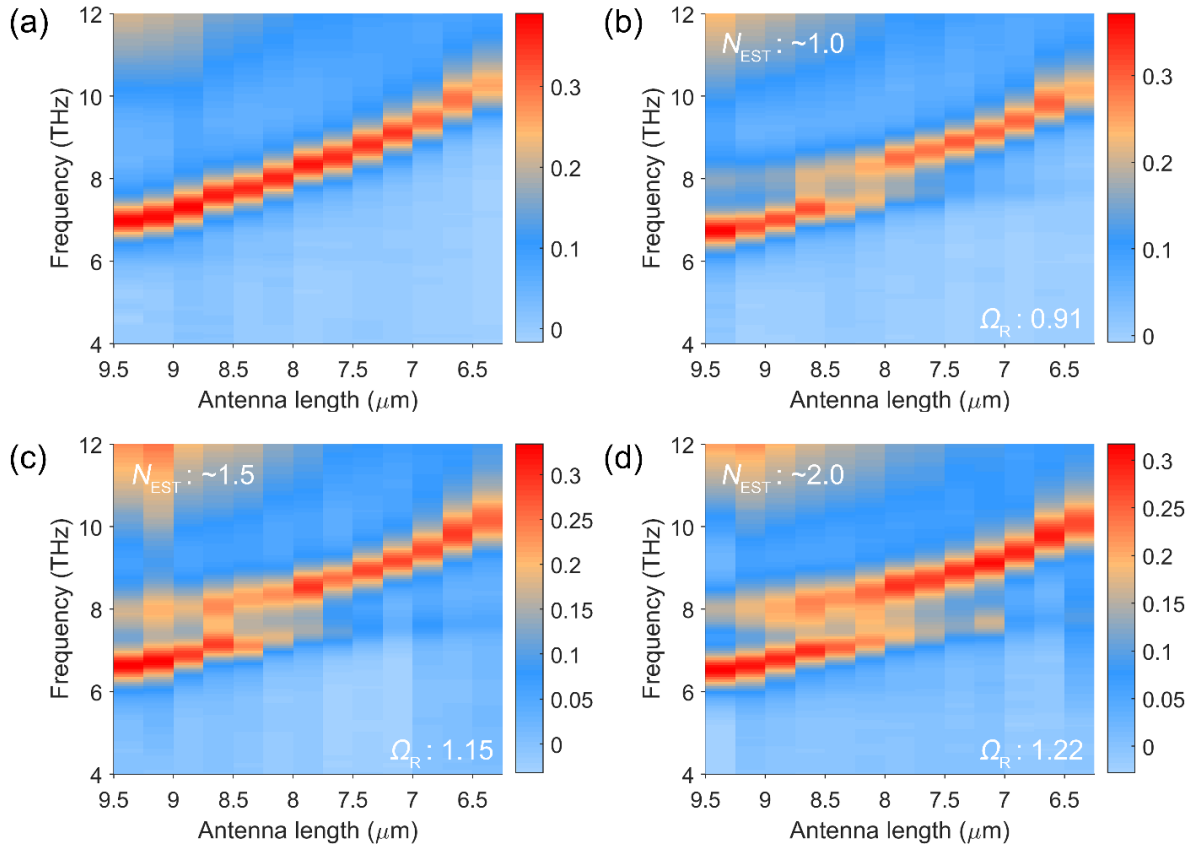 (a)
12
10
8
6
4
Frequency (THz)
9.5 9 8.5 8 7.5 7 6.5
Antenna length (μm)
0.3
0.2
0.1
0
(b)
N_EST : ~1.0
Ω_R : 0.91
12
10
8
6
4
Frequency (THz)
9.5 9 8.5 8 7.5 7 6.5
Antenna length (μm)
0.3
0.2
0.1
0
(c)
N_EST : ~1.5
Ω_R : 1.15
12
10
8
6
4
Frequency (THz)
9.5 9 8.5 8 7.5 7 6.5
Antenna length (μm)
0.3
0.25
0.2
0.15
0.1
0.05
0
(d)
N_EST : ~2.0
Ω_R : 1.22
12
10
8
6
4
Frequency (THz)
9.5 9 8.5 8 7.5 7 6.5
Antenna length (μm)
0.3
0.25
0.2
0.15
0.1
0.05
0